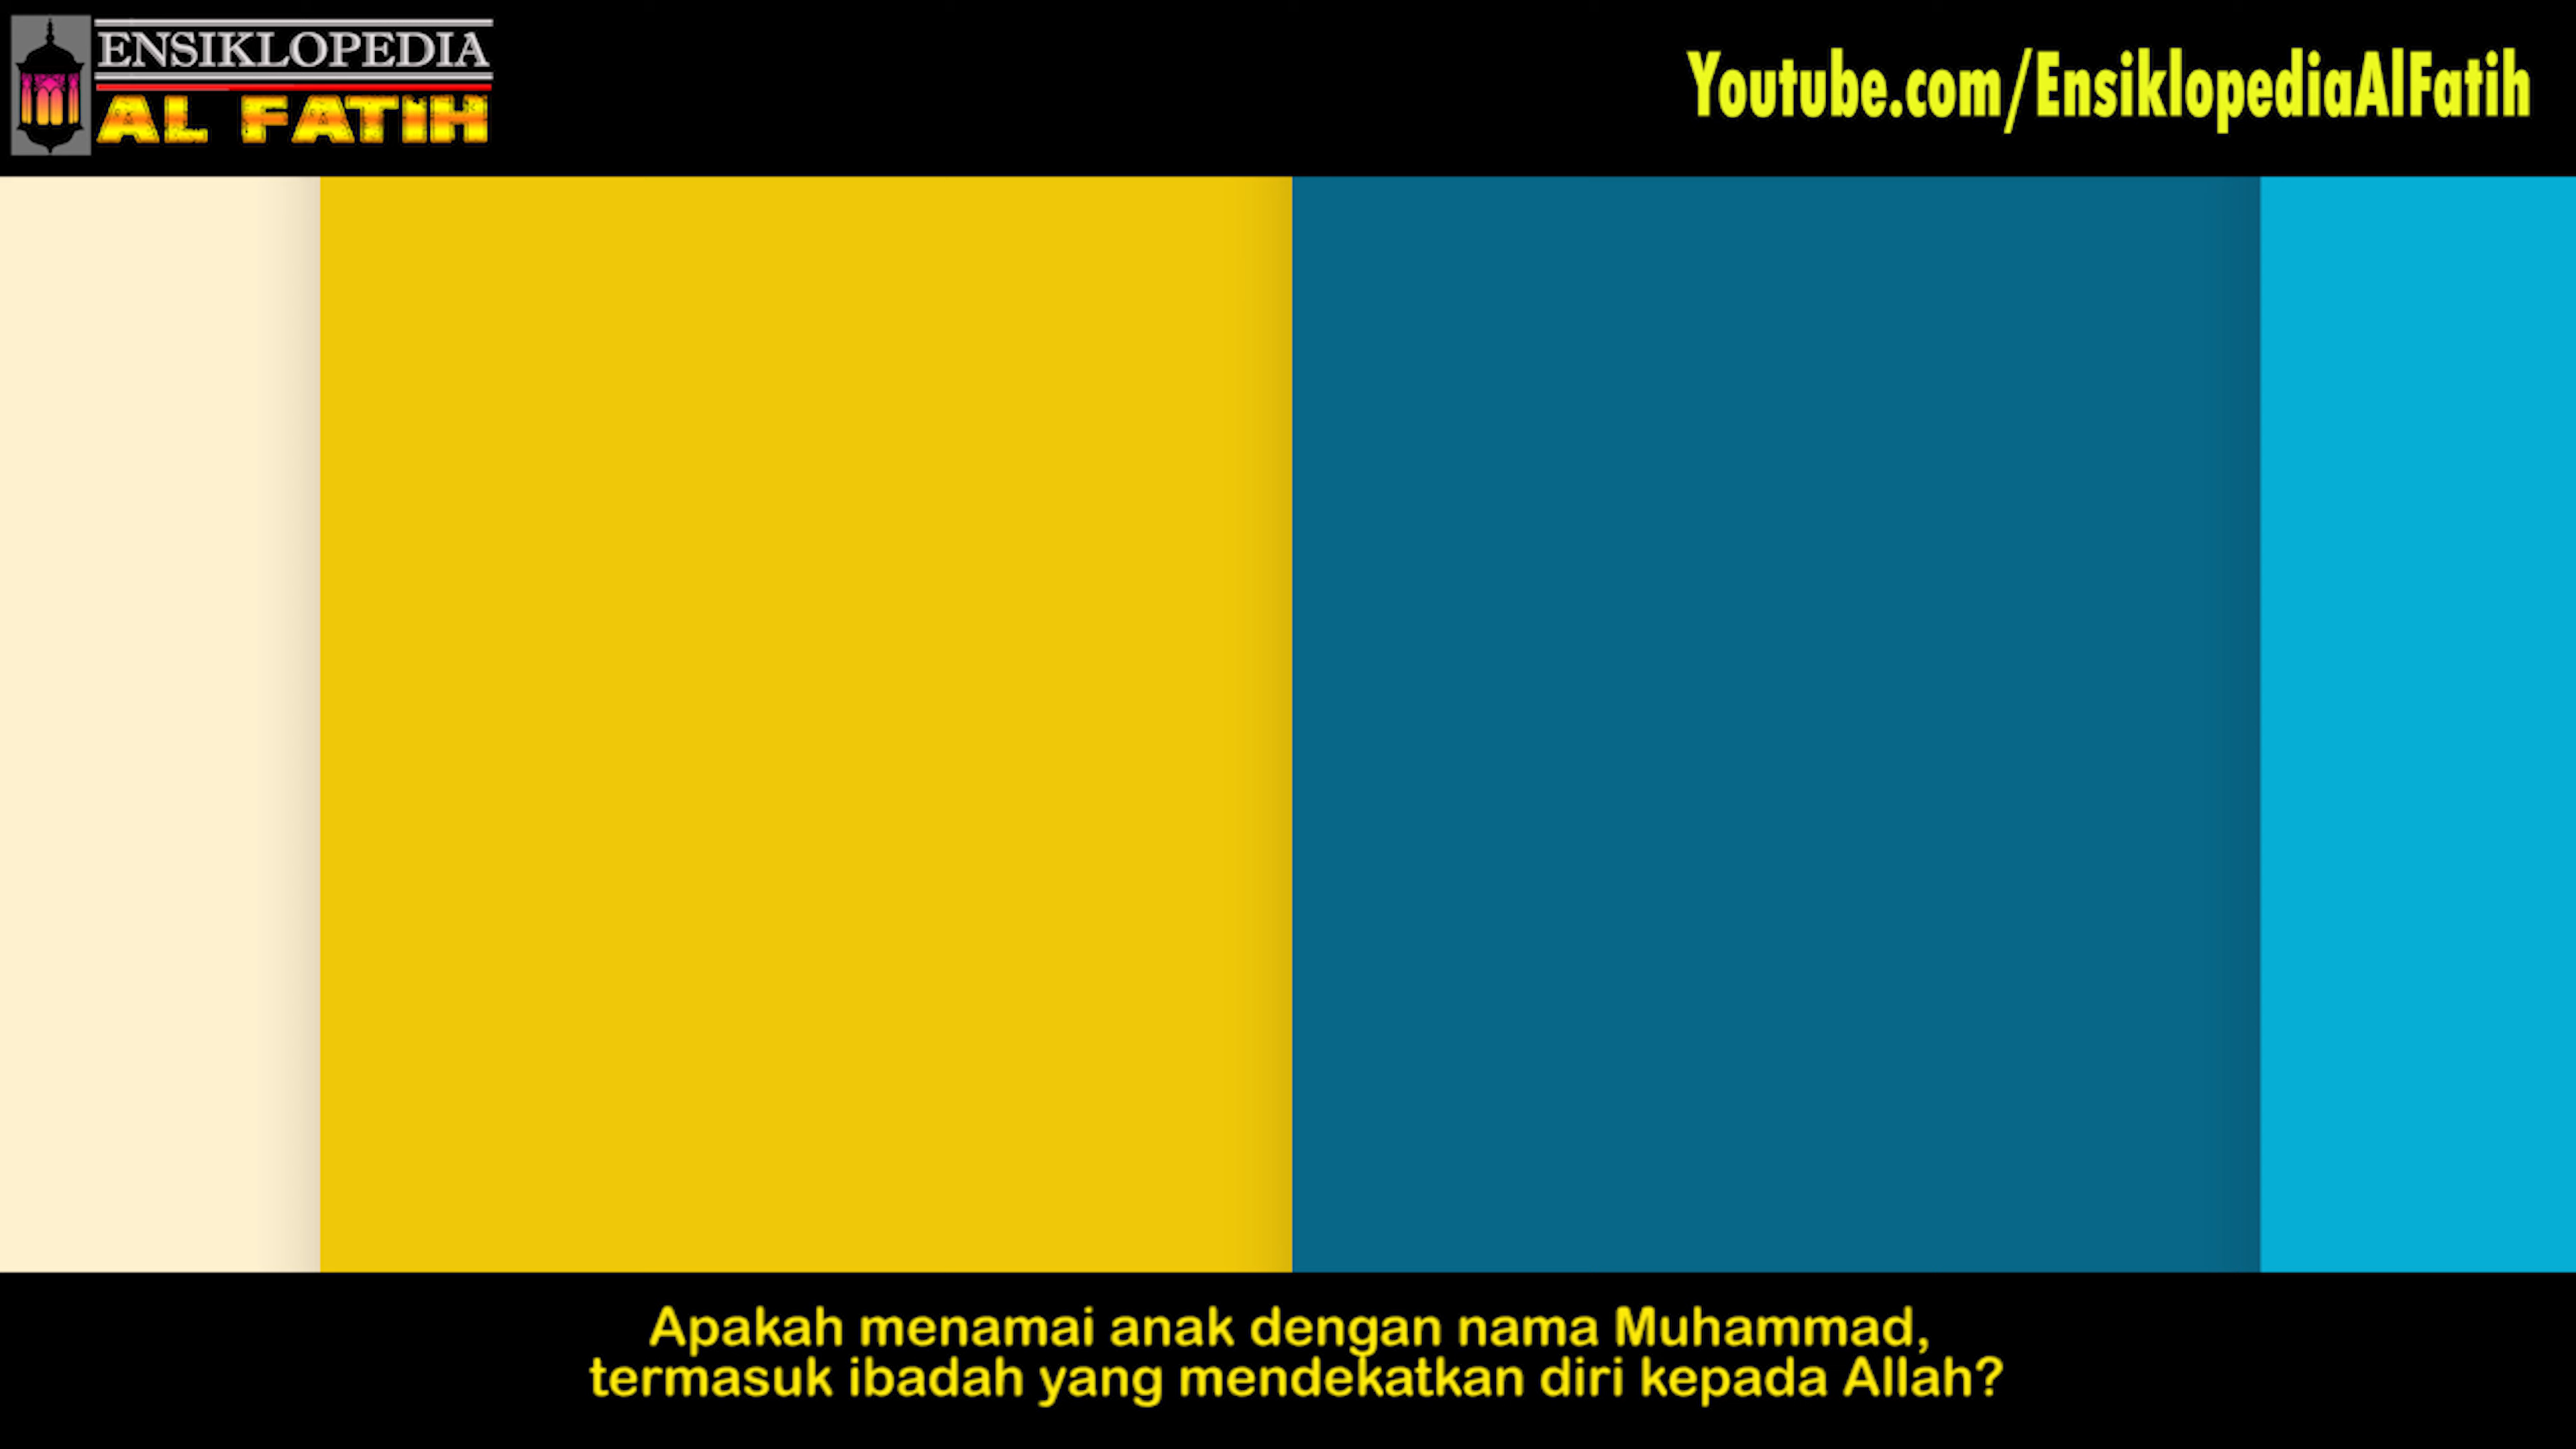 ENSIKLOPEDIA
AL FATIH
Youtube.com/EnsiklopediaAlFatih
Apakah menamai anak dengan nama Muhammad,
termasuk ibadah yang mendekatkan diri kepada Allah?